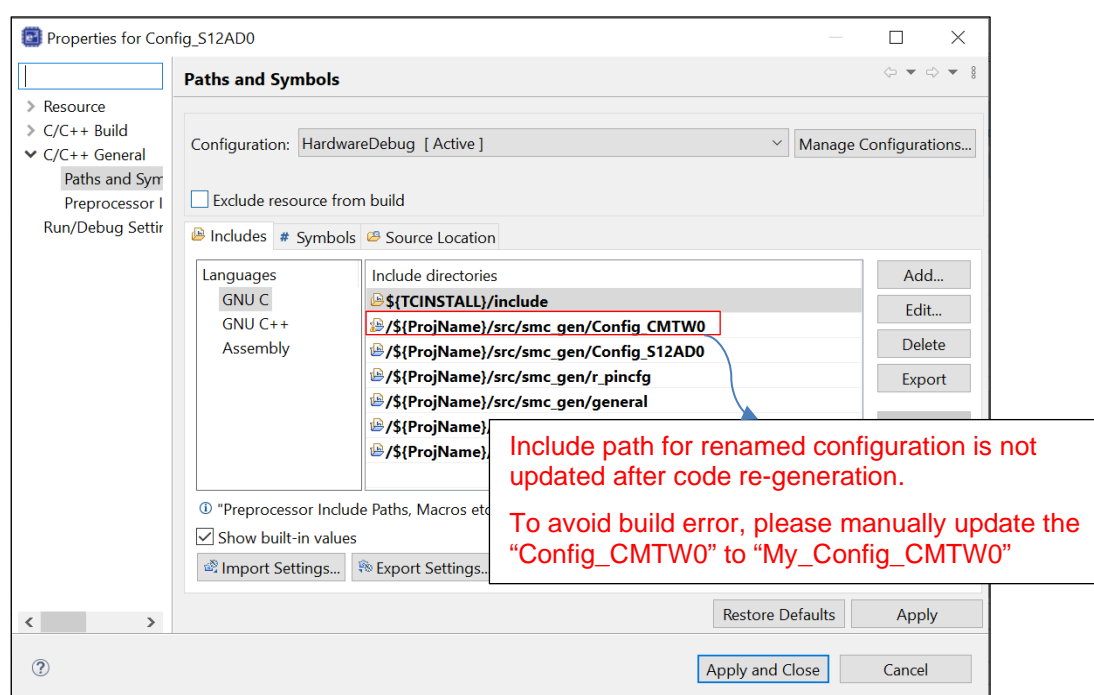 Properties for Config_S12AD0
Paths and Symbols
Resource
C/C++ Build
C/C++ General
Paths and Sym
Preprocessor I
Run/Debug Settin
Configuration: HardwareDebug [ Active ]
Manage Configurations...
Exclude resource from build
Includes # Symbols Source Location
Languages
GNU C
GNU C++
Assembly
Include directories
${TCINSTALL}/include
/${ProjName}/src/smc_gen/Config_CMTW0
/${ProjName}/src/smc_gen/Config_S12AD0
/${ProjName}/src/smc_gen/r_pincfg
/${ProjName}/src/smc_gen/general
/${ProjName}/
/${ProjName}/
Add...
Edit...
Delete
Export
Include path for renamed configuration is not
updated after code re-generation.
To avoid build error, please manually update the
“Config_CMTW0” to “My_Config_CMTW0”
"Preprocessor Include Paths, Macros etc
Show built-in values
Import Settings... Export Settings...
Restore Defaults Apply
Apply and Close Cancel